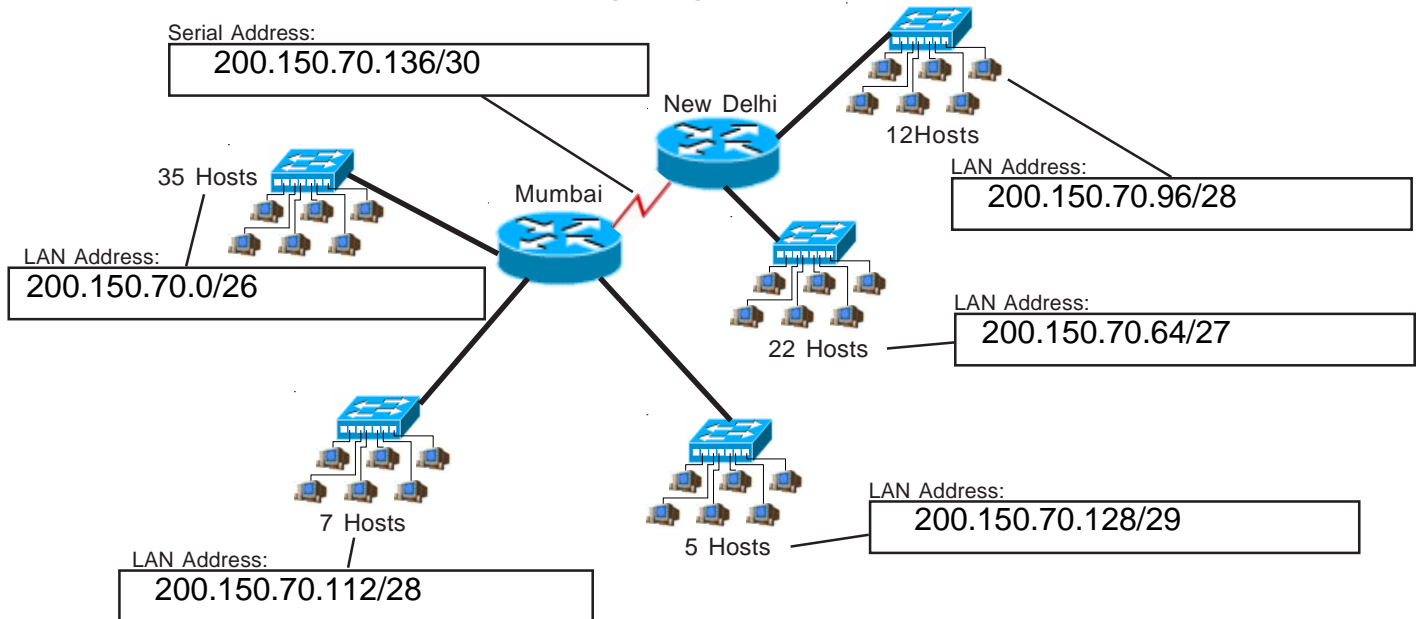 Serial Address:
200.150.70.136/30
New Delhi
12Hosts
LAN Address:
200.150.70.96/28
35 Hosts
Mumbai
LAN Address:
200.150.70.0/26
LAN Address:
200.150.70.64/27
22 Hosts
7 Hosts
LAN Address:
200.150.70.112/28
5 Hosts
LAN Address:
200.150.70.128/29